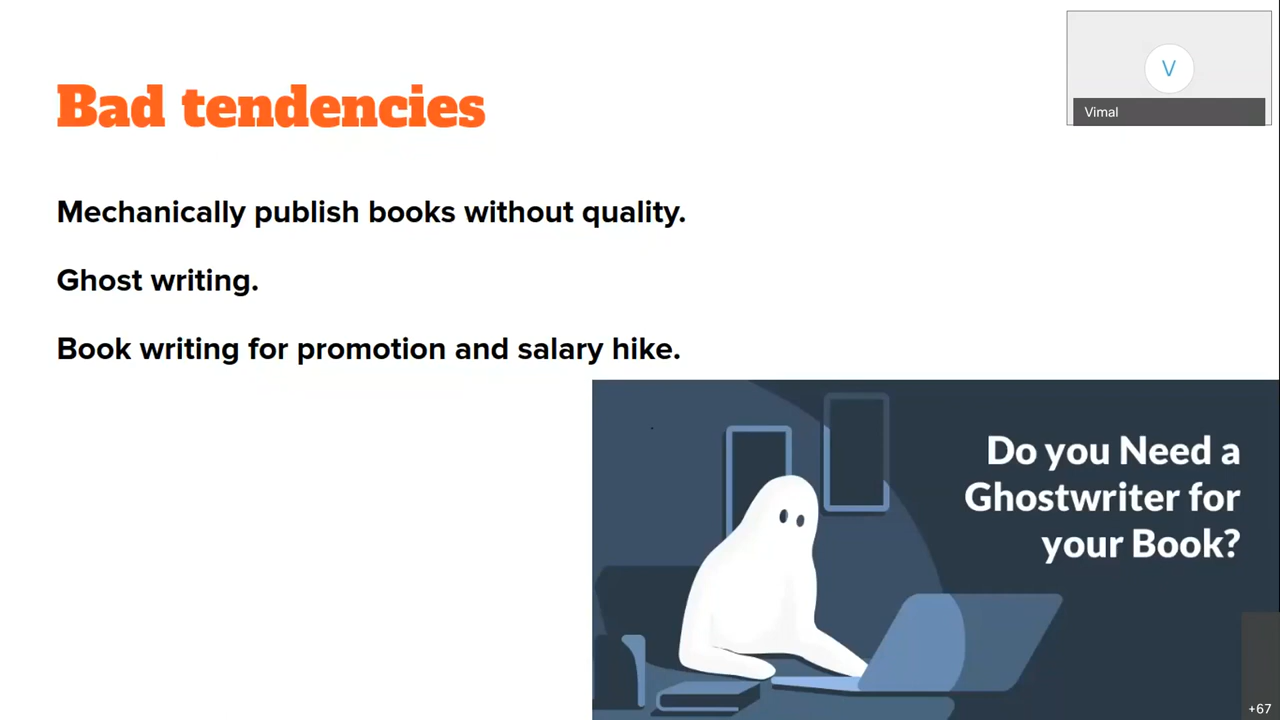 Bad tendencies
V
Vimal
Mechanically publish books without quality.
Ghost writing.
Book writing for promotion and salary hike.
Do you Need a
Ghostwriter for
your Book?
+67